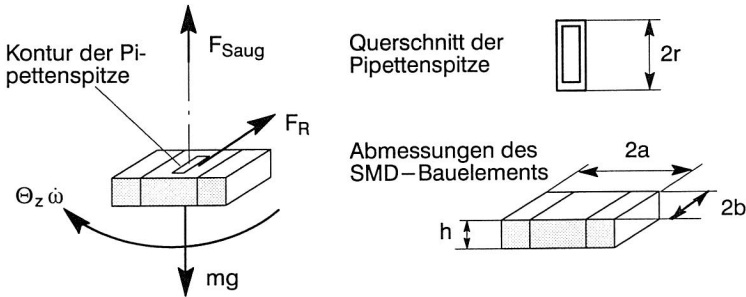 Kontur der Pi-
pettenspitze
F_Saug
F_R
Θ_z ω̇
mg
Querschnitt der
Pipettenspitze
2r
Abmessungen des
SMD–Bauelements
2a
2b
h